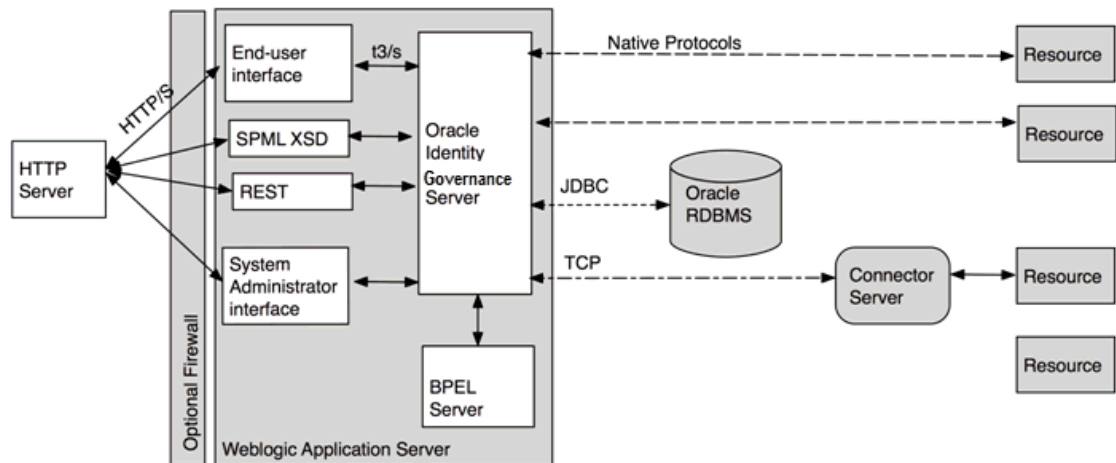 HTTP
Server
HTTP/S
Optional Firewall
End-user
interface
t3/s
SPML XSD
REST
System
Administrator
interface
Oracle
Identity
Governance
Server
BPEL
Server
Weblogic Application Server
Native Protocols
JDBC
Oracle
RDBMS
TCP
Connector
Server
Resource
Resource
Resource
Resource